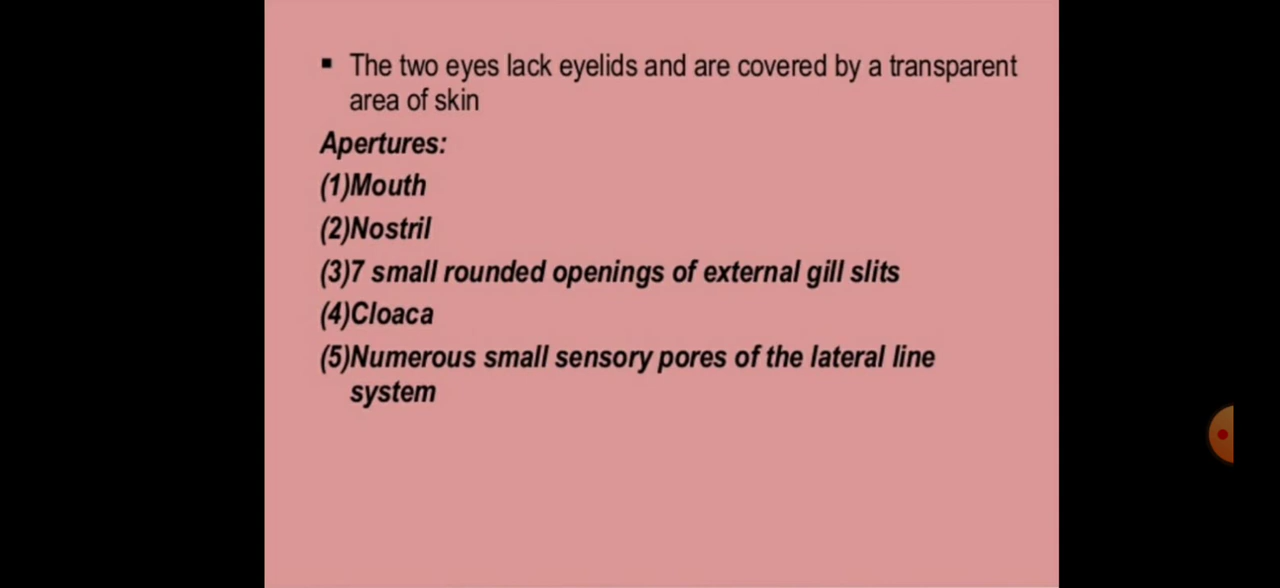 ▪ The two eyes lack eyelids and are covered by a transparent
area of skin
Apertures:
(1)Mouth
(2)Nostril
(3)7 small rounded openings of external gill slits
(4)Cloaca
(5)Numerous small sensory pores of the lateral line
system